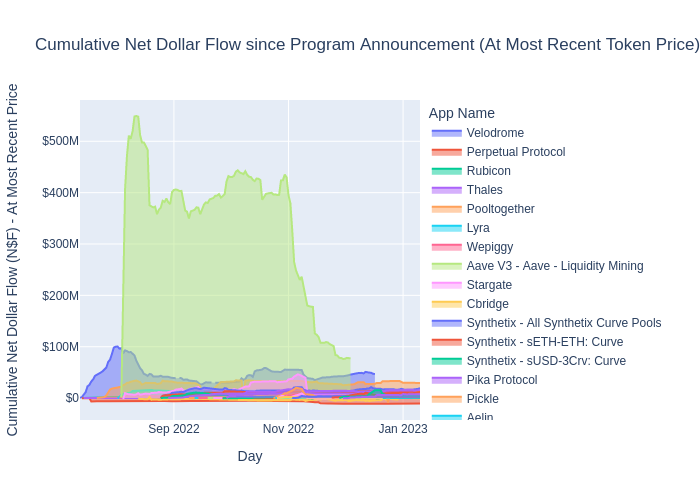 Cumulative Net Dollar Flow since Program Announcement (At Most Recent Token Price)
Cumulative Net Dollar Flow (N$F) - At Most Recent Price
$500M
$400M
$300M
$200M
$100M
$0
Sep 2022
Nov 2022
Jan 2023
Day
App Name
Velodrome
Perpetual Protocol
Rubicon
Thales
Pooltogether
Lyra
Wepiggy
Aave V3 - Aave - Liquidity Mining
Stargate
Cbridge
Synthetix - All Synthetix Curve Pools
Synthetix - sETH-ETH: Curve
Synthetix - sUSD-3Crv: Curve
Pika Protocol
Pickle
Aelin